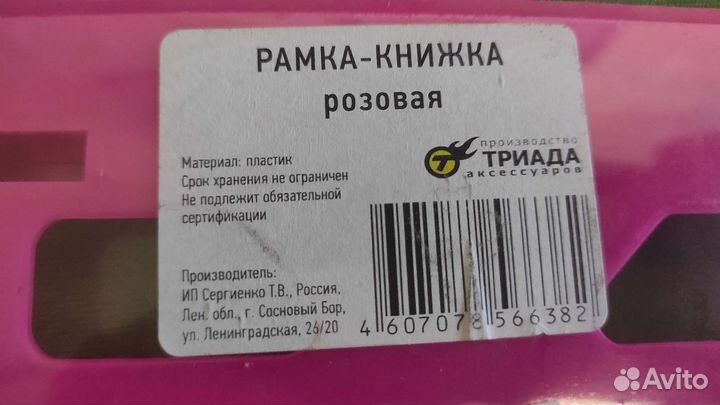 РАМКА-КНИЖКА
розовая
Материал: пластик
Срок хранения не ограничен
Не подлежит обязательной
сертификации
производство
ТРИАДА
аксессуаров
Производитель:
ИП Сергиенко Т.В., Россия,
Лен. обл., г. Сосновый Бор,
ул. Ленинградская, 26/20
4 607078 566382
Avito